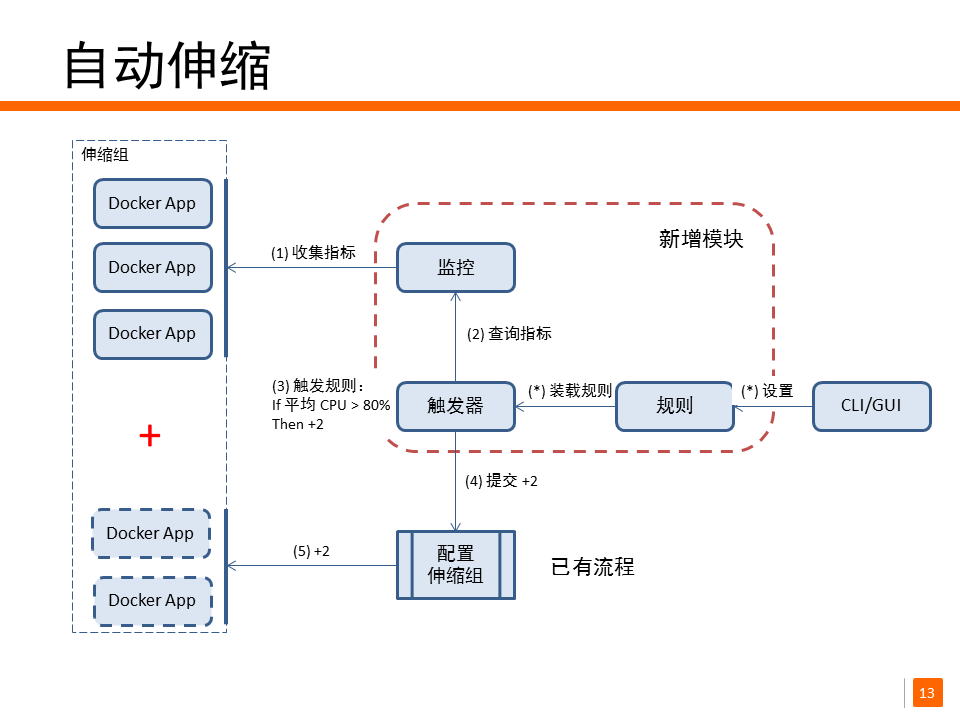 自动伸缩
伸缩组
Docker App
Docker App
Docker App
+
Docker App
Docker App
(1) 收集指标
监控
新增模块
(2) 查询指标
(3) 触发规则：
If 平均 CPU > 80%
Then +2
触发器
(*) 装载规则
规则
(*) 设置
CLI/GUI
(4) 提交 +2
(5) +2
配置
伸缩组
已有流程
13